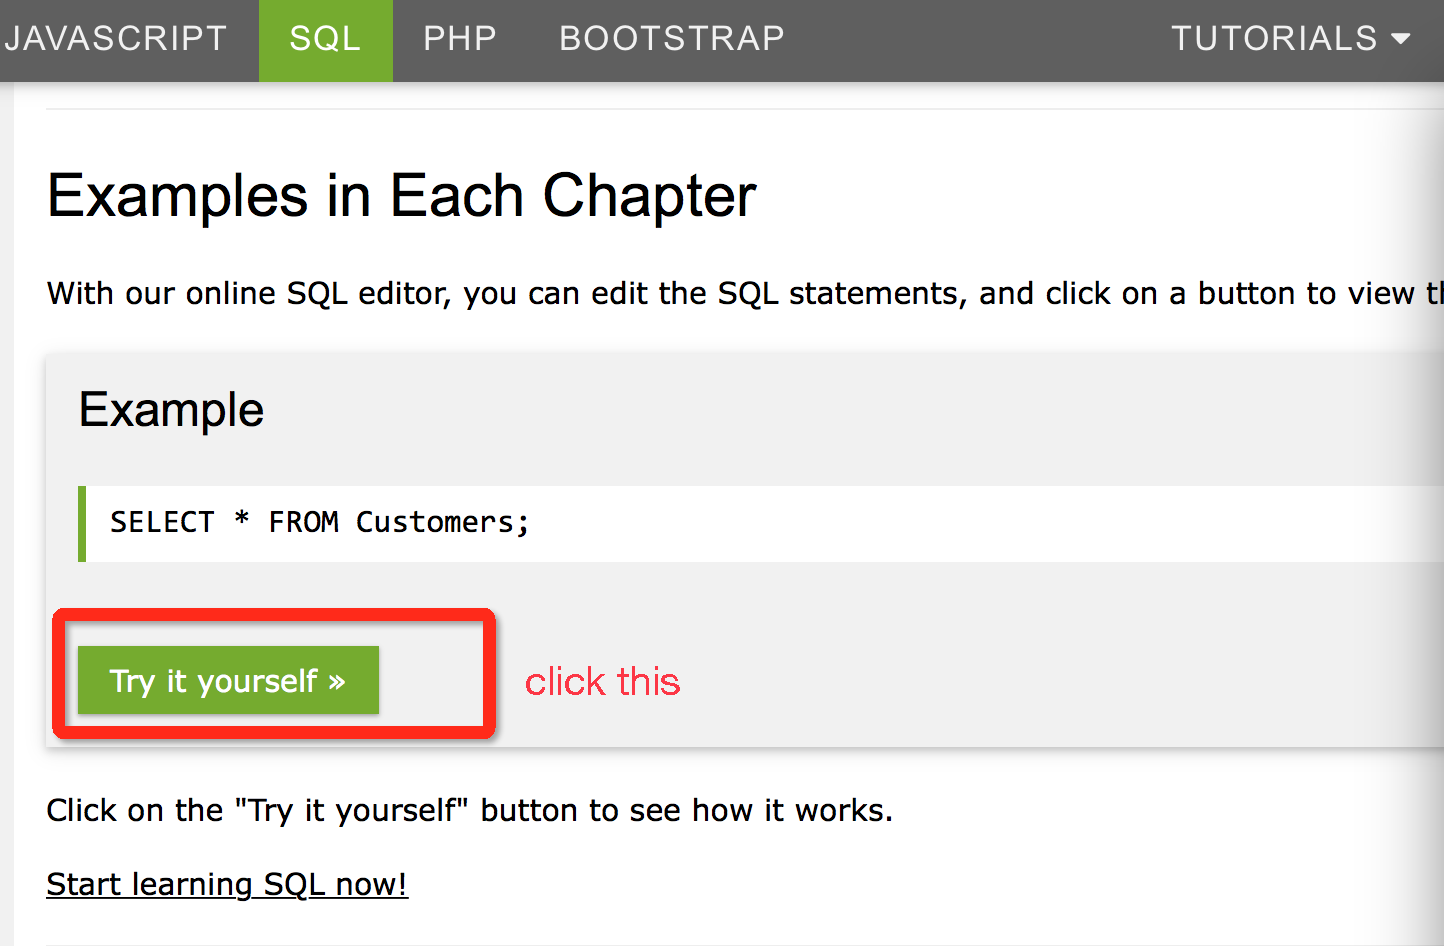 JAVASCRIPT SQL PHP BOOTSTRAP TUTORIALS
Examples in Each Chapter
With our online SQL editor, you can edit the SQL statements, and click on a button to view
Example
SELECT * FROM Customers;
Try it yourself »
click this
Click on the "Try it yourself" button to see how it works.
Start learning SQL now!